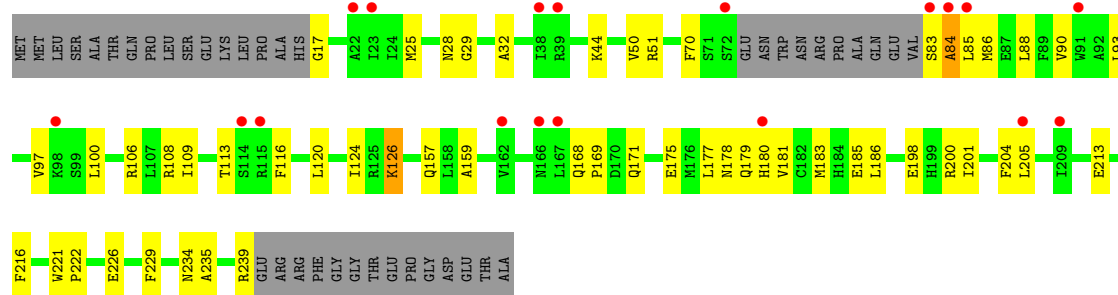 MET MET LEU SER ALA THR GLN PRO LEU SER GLU LYS LEU PRO ALA HIS G17 A22 I23 I24 M25 N28 G29 A32 I38 R39 K44 V50 R51 F70 S71 S72 GLU ASN TRP ASN ARG PRO ALA GLN GLU VAL S83 A84 L85 M86 E87 L88 F89 V90 W91 A92 L93
V97 K98 S99 L100 R106 L107 R108 I109 T113 S114 R115 F116 L120 I124 R125 K126 Q157 L158 A159 V162 N166 L167 Q168 P169 D170 Q171 E175 M176 L177 N178 Q179 H180 V181 C182 M183 H184 E185 L186 E198 H199 R200 I201 F204 L205 I209 E213
F216 W221 P222 E226 F229 N234 A235 R239 GLU ARG ARG PHE GLY GLY THR GLU PRO GLY ASP GLU THR ALA